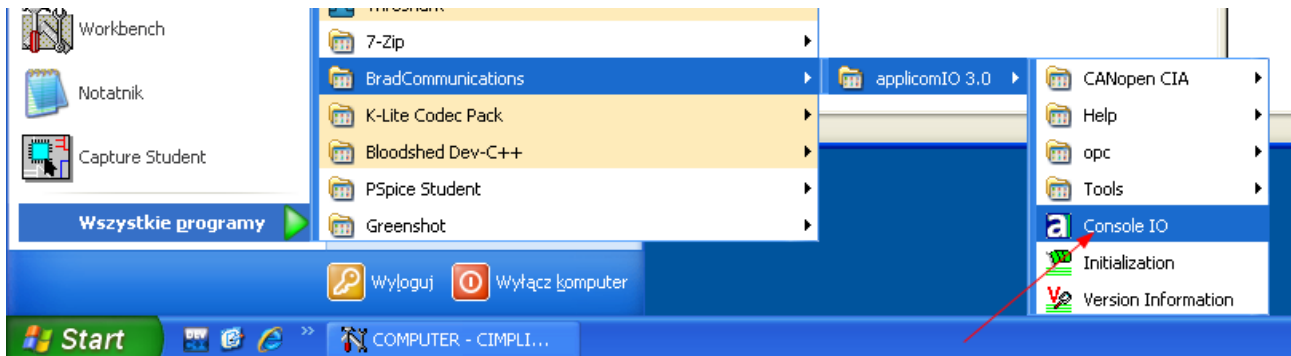 Workbench
Notatnik
Capture Student
Wszystkie programy
7-Zip
BradCommunications
K-Lite Codec Pack
Bloodshed Dev-C++
PSpice Student
Greenshot
applicomIO 3.0
CANopen CIA
Help
opc
Tools
Console IO
Initialization
Version Information
Wyloguj
Wyłącz komputer
Start
COMPUTER - CIMPLI...